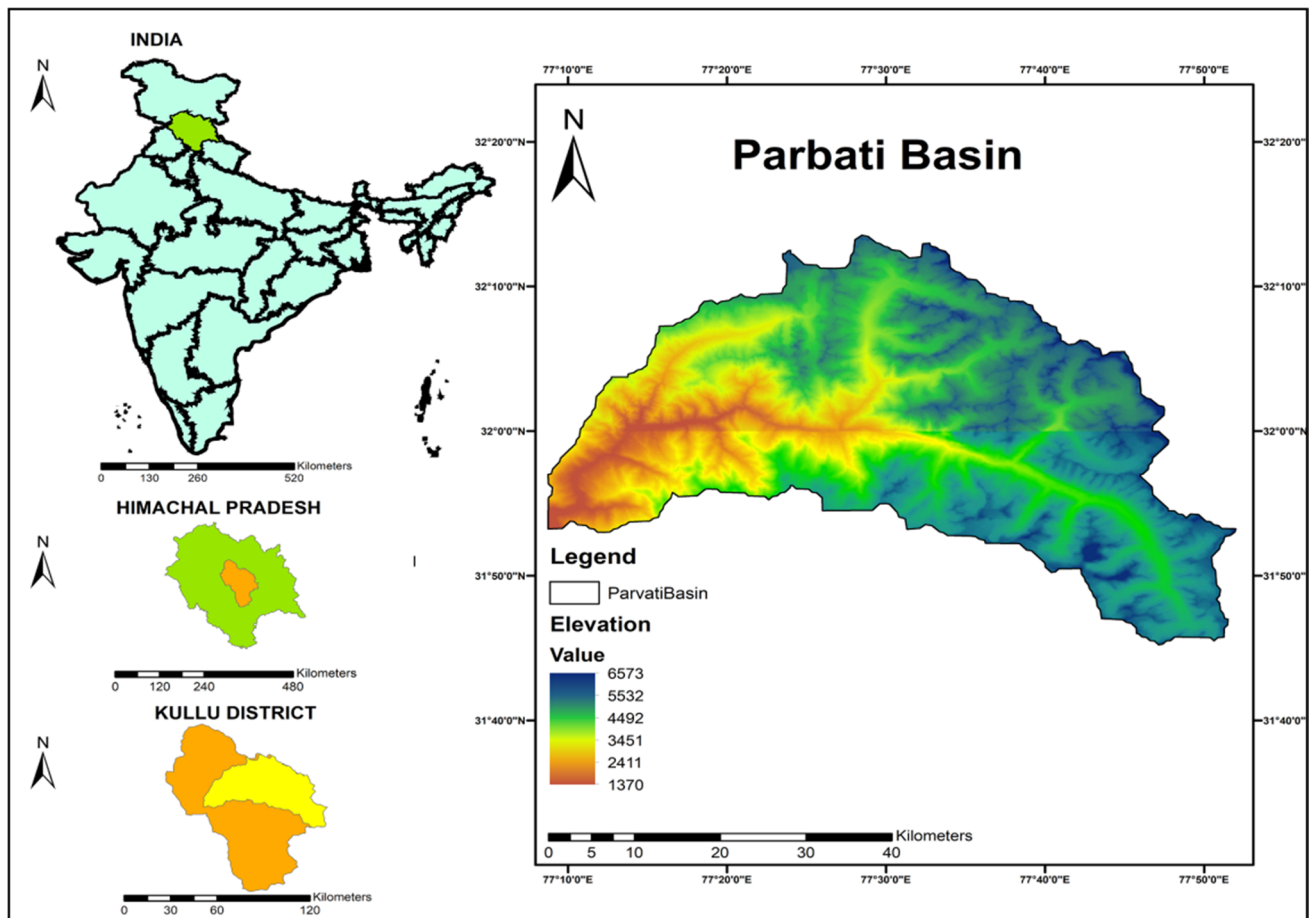 INDIA
N
Kilometers
0 130 260 520
HIMACHAL PRADESH
N
Kilometers
0 120 240 480
KULLU DISTRICT
N
Kilometers
0 30 60 120
77°10'0"E 77°20'0"E 77°30'0"E 77°40'0"E 77°50'0"E
N
Parbati Basin
32°20'0"N 32°20'0"N
32°10'0"N 32°10'0"N
32°0'0"N 32°0'0"N
31°50'0"N 31°50'0"N
31°40'0"N 31°40'0"N
Legend
ParvatiBasin
Elevation
Value
6573
5532
4492
3451
2411
1370
Kilometers
0 5 10 20 30 40
77°10'0"E 77°20'0"E 77°30'0"E 77°40'0"E 77°50'0"E